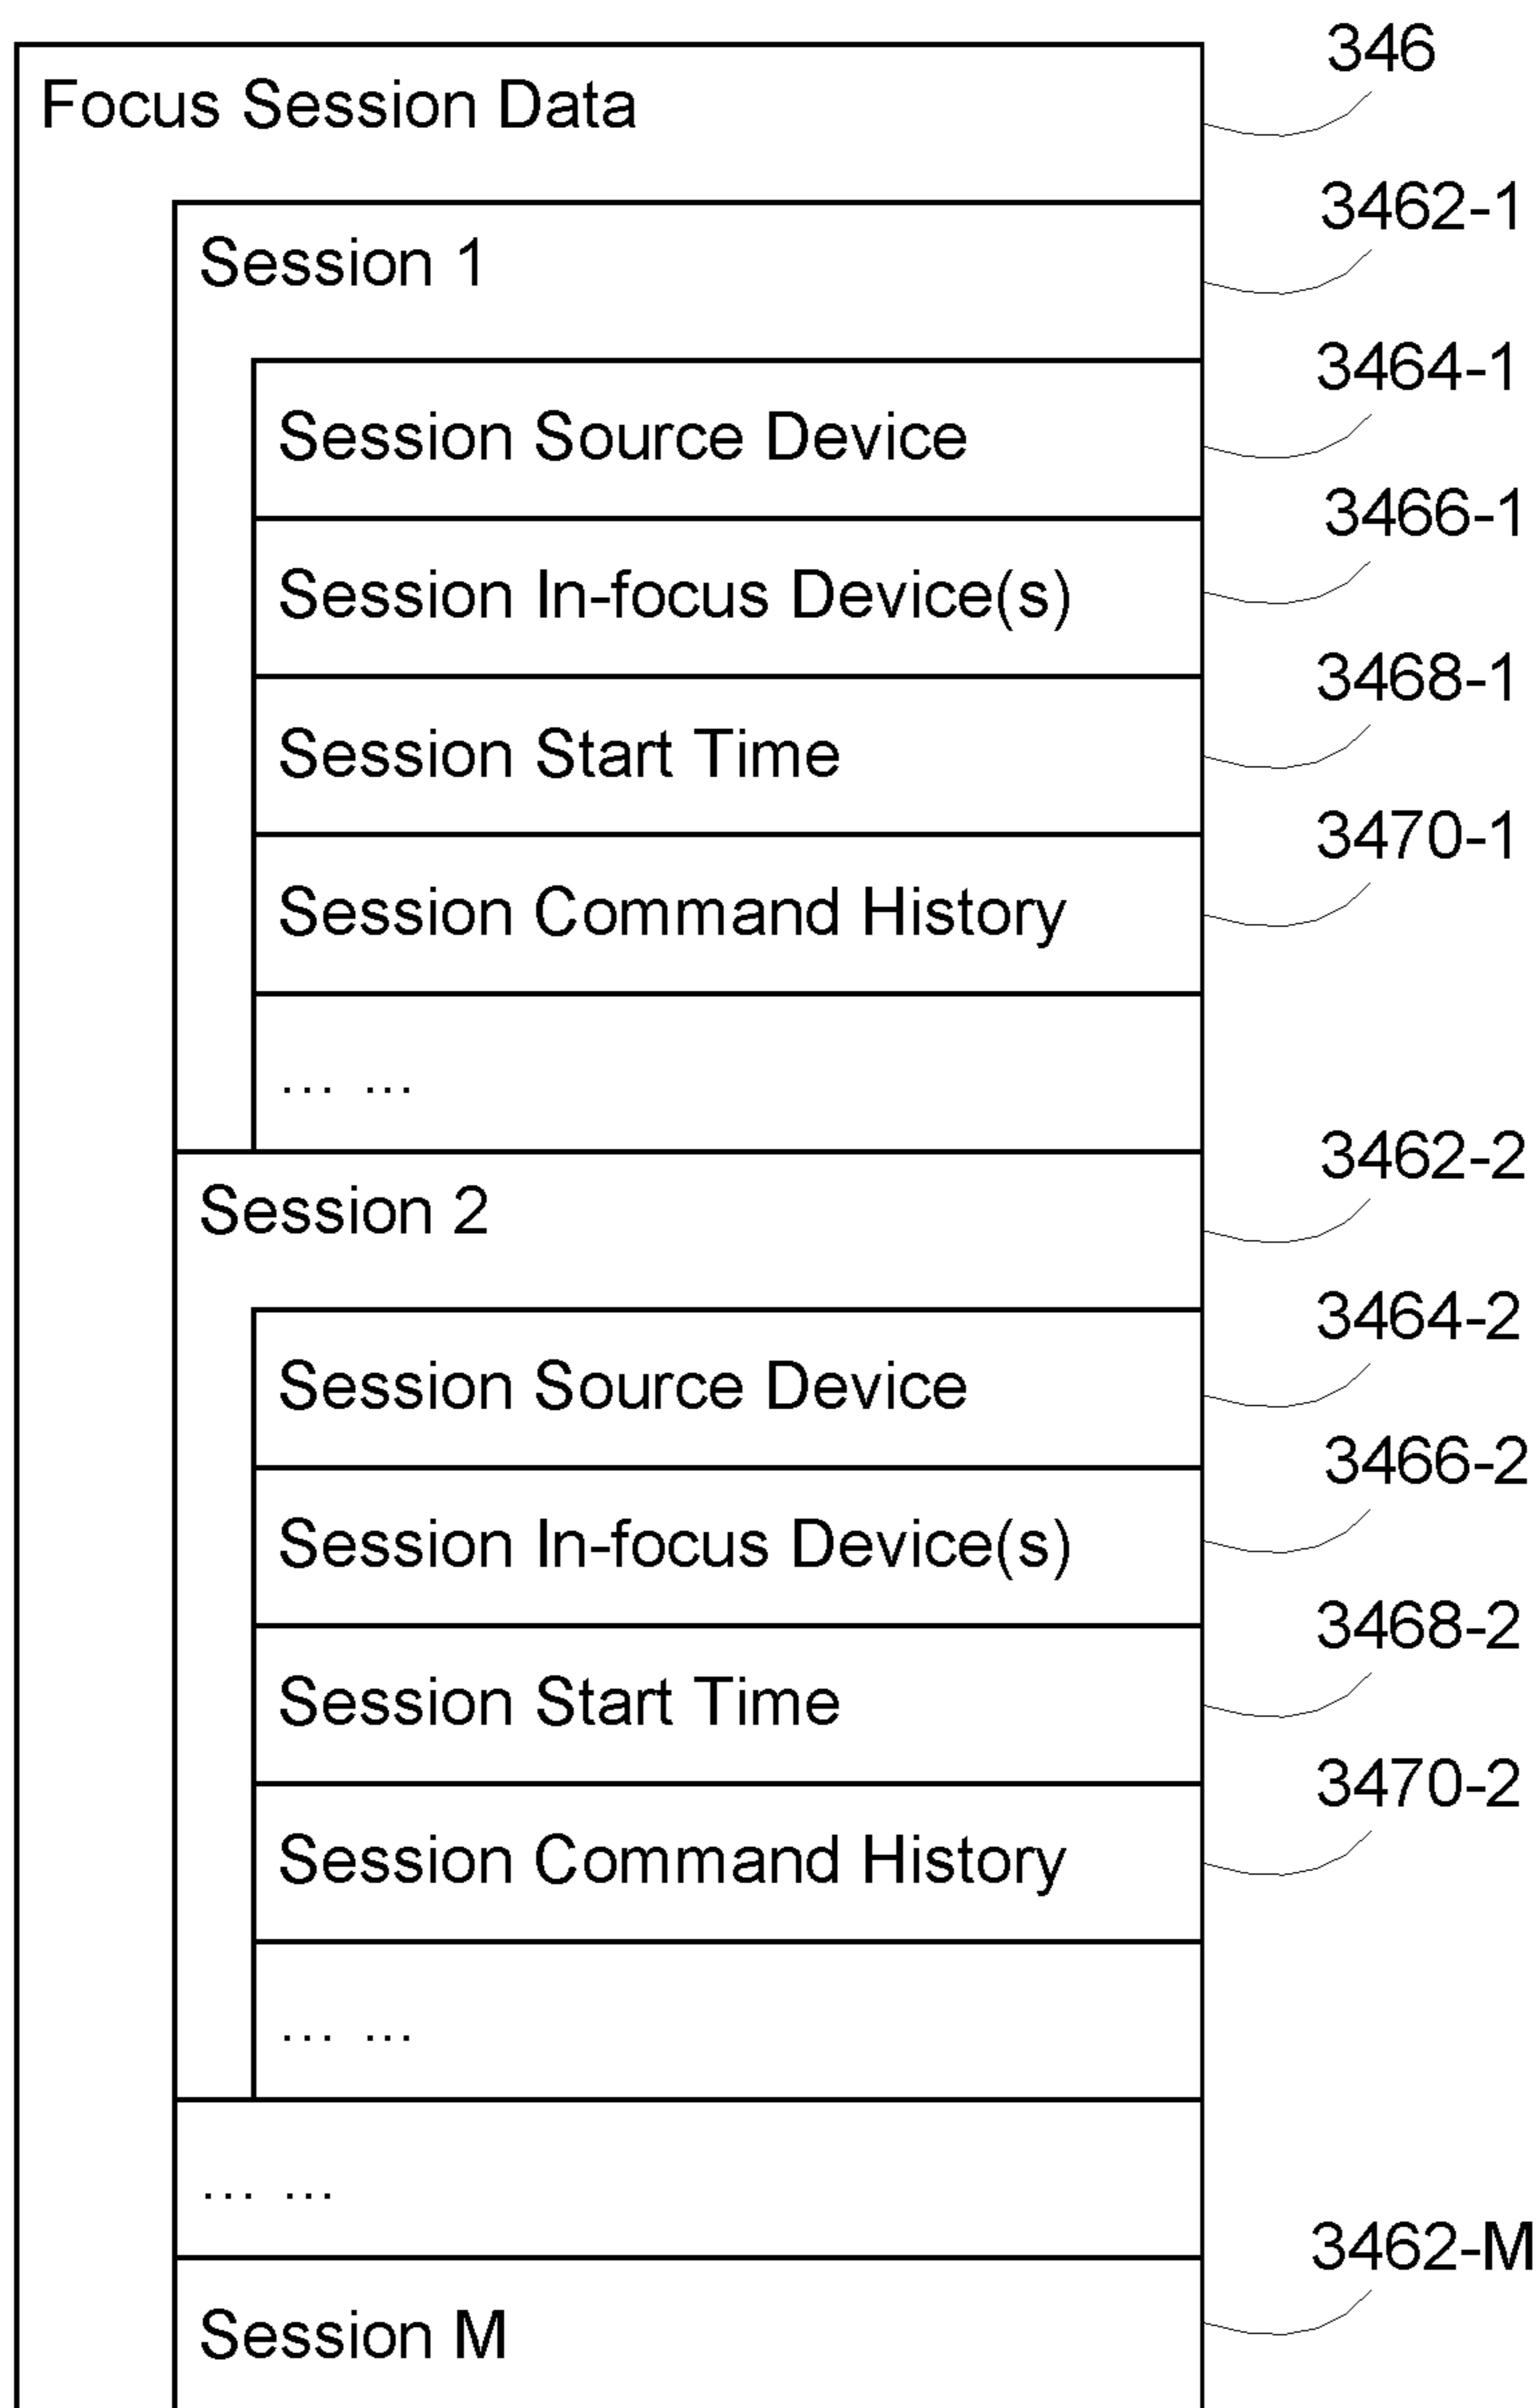 346
Focus Session Data
3462-1
Session 1
3464-1
Session Source Device
3466-1
Session In-focus Device(s)
3468-1
Session Start Time
3470-1
Session Command History
... ...
3462-2
Session 2
3464-2
Session Source Device
3466-2
Session In-focus Device(s)
3468-2
Session Start Time
3470-2
Session Command History
... ...
... ...
3462-M
Session M